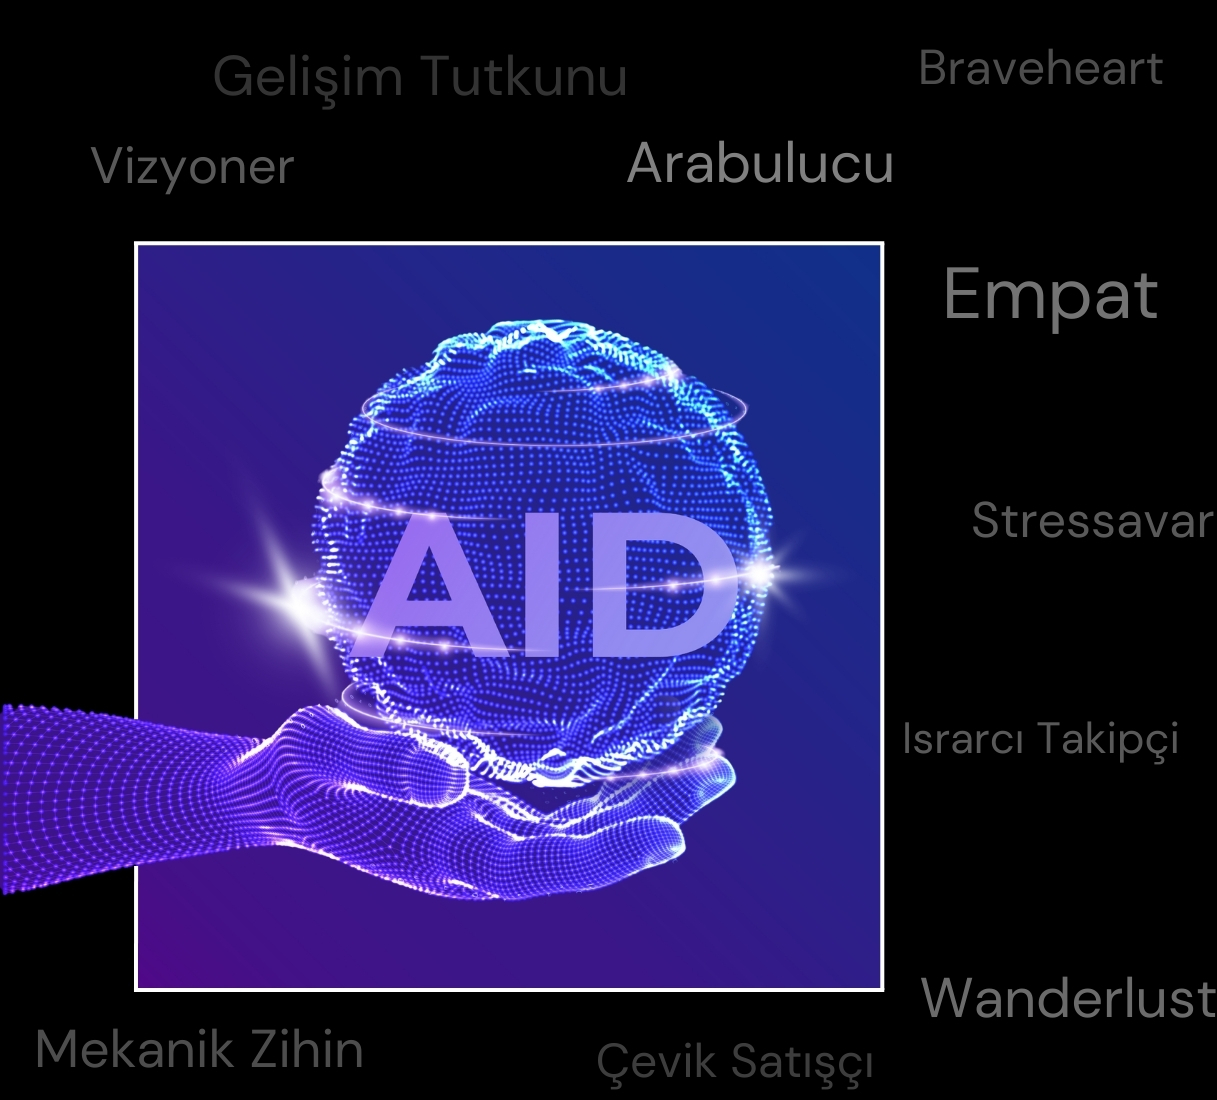 Gelişim Tutkunu
Braveheart
Vizyoner
Arabulucu
Empat
Stressavar
AID
Israrcı Takipçi
Wanderlust
Mekanik Zihin
Çevik Satışçı